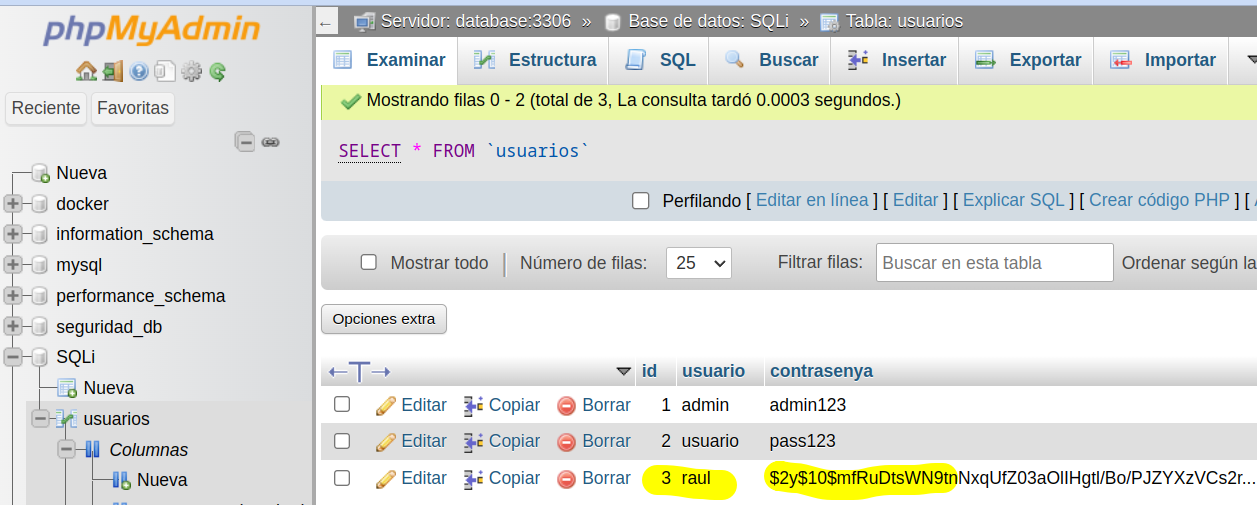 phpMyAdmin
Reciente Favoritas
Nueva
docker
information_schema
mysql
performance_schema
seguridad_db
SQLi
Nueva
usuarios
Columnas
Nueva
← Servidor: database:3306 » Base de datos: SQLi » Tabla: usuarios
Examinar Estructura SQL Buscar Insertar Exportar Importar
Mostrando filas 0 - 2 (total de 3, La consulta tardó 0.0003 segundos.)
SELECT * FROM `usuarios`
Perfilando [ Editar en línea ] [ Editar ] [ Explicar SQL ] [ Crear código PHP ] [
Mostrar todo | Número de filas: 25 Filtrar filas: Buscar en esta tabla Ordenar según la
Opciones extra
←T→ id usuario contrasenya
Editar Copiar Borrar 1 admin admin123
Editar Copiar Borrar 2 usuario pass123
Editar Copiar Borrar 3 raul $2y$10$mfRuDtsWN9tnNxqUfZ03aOlIHgtl/Bo/PJZYXzVCs2r...